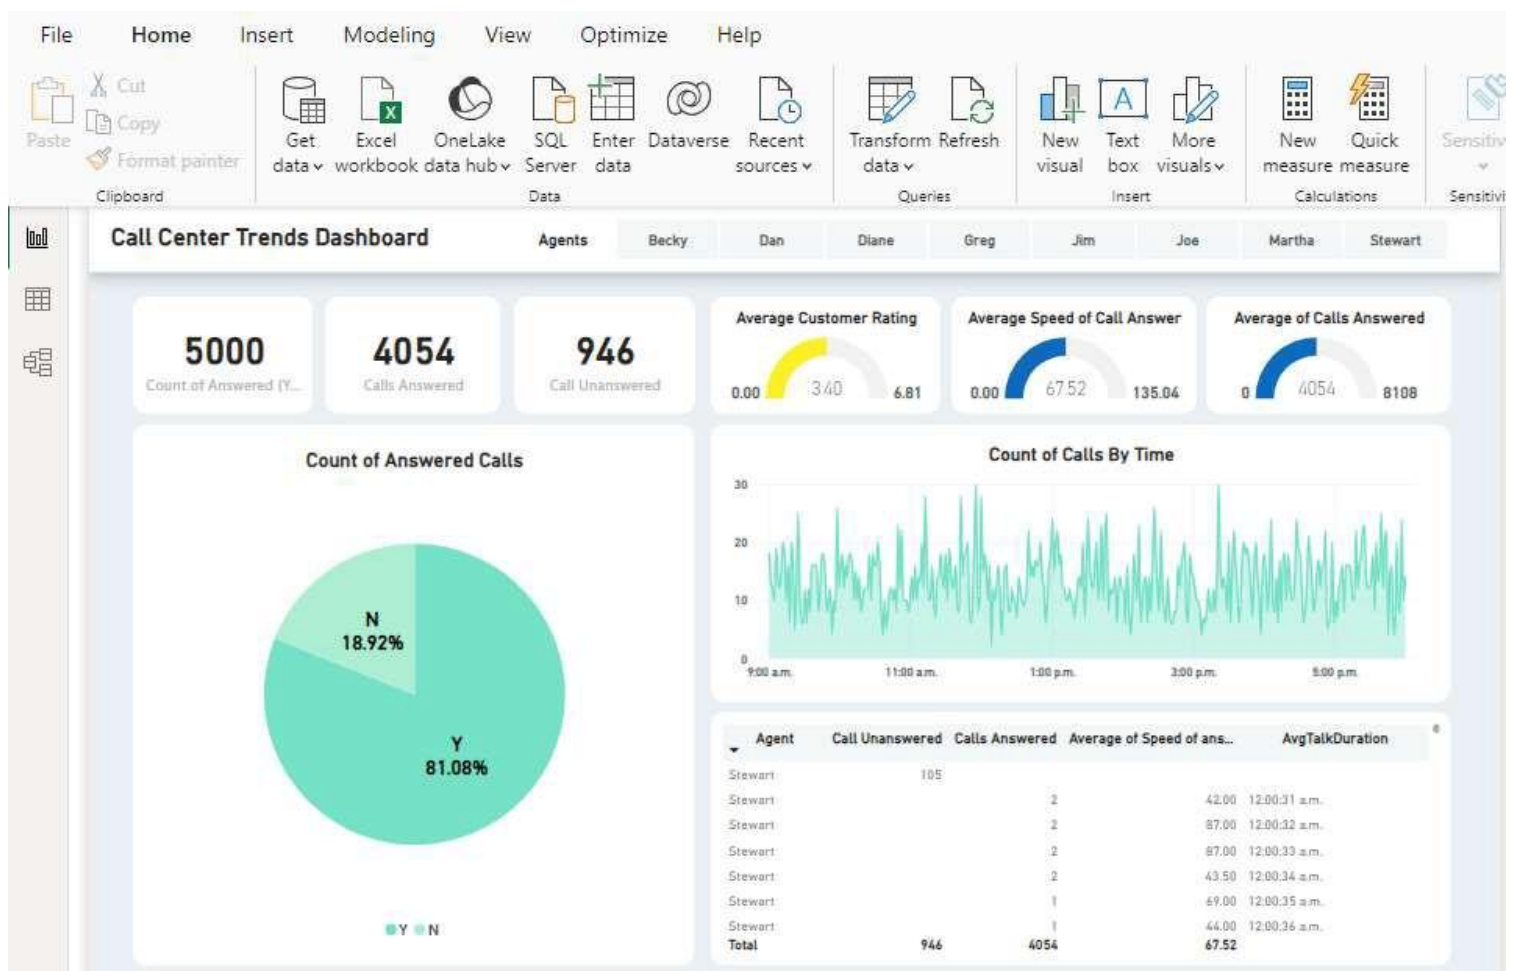 File Home Insert Modeling View Optimize Help
Paste
Cut
Copy
Format painter
Clipboard
Get data
Excel workbook
OneLake data hub
SQL Server
Enter data
Dataverse
Recent sources
Data
Transform data
Refresh
Queries
New visual
Text box
More visuals
Insert
New measure
Quick measure
Calculations
Sensitiv
Sensitivi
Call Center Trends Dashboard
Agents Becky Dan Diane Greg Jim Joe Martha Stewart
5000
Count of Answered (Y...
4054
Calls Answered
946
Call Unanswered
Average Customer Rating
0.00 3.40 6.81
Average Speed of Call Answer
0.00 67.52 135.04
Average of Calls Answered
0 4054 8108
Count of Answered Calls
N
18.92%
Y
81.08%
Y N
Count of Calls By Time
30
20
10
0
9:00 a.m. 11:00 a.m. 1:00 p.m. 3:00 p.m. 5:00 p.m.
Agent Call Unanswered Calls Answered Average of Speed of ans... AvgTalkDuration
Stewart 105
Stewart 2 42.00 12:00:31 a.m.
Stewart 2 87.00 12:00:32 a.m.
Stewart 2 87.00 12:00:33 a.m.
Stewart 2 43.50 12:00:34 a.m.
Stewart 1 69.00 12:00:35 a.m.
Stewart 1 44.00 12:00:36 a.m.
Total 946 4054 67.52